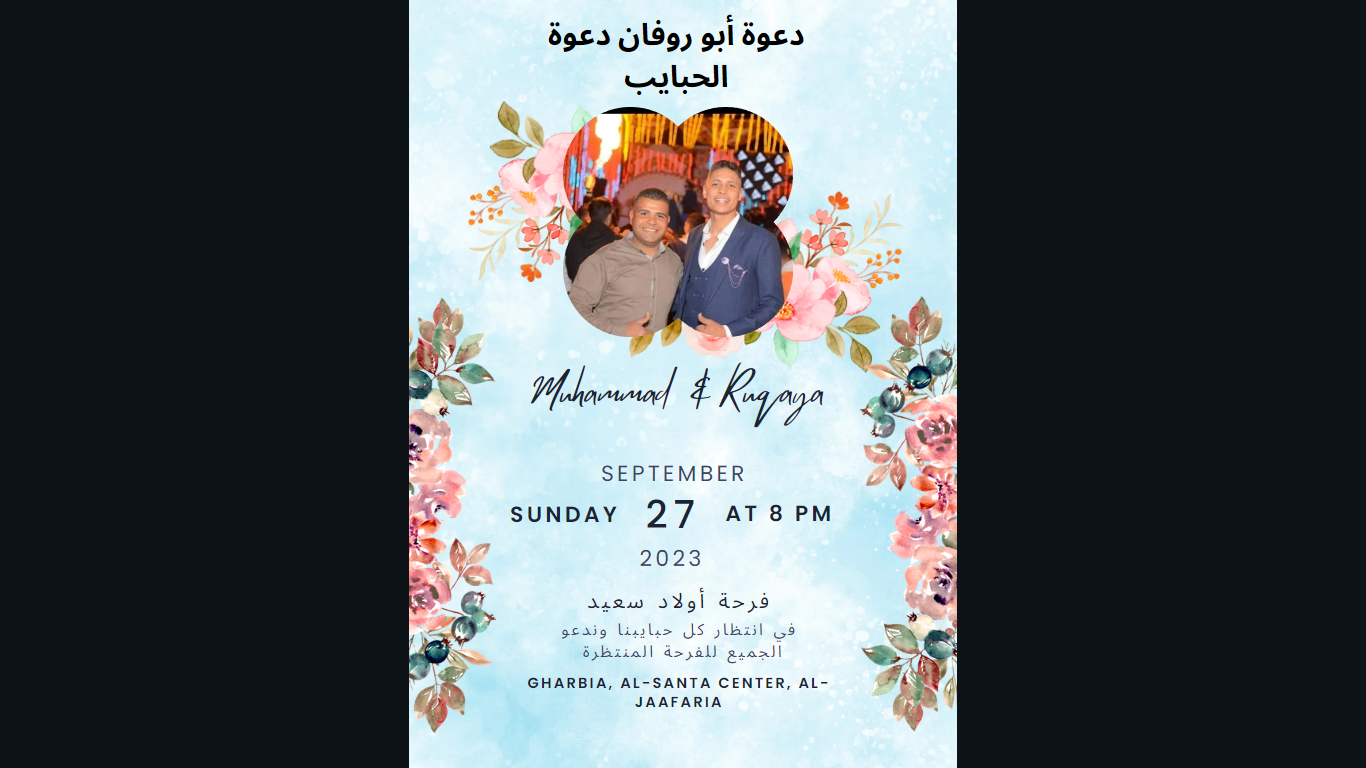 دعوة أبو روفان دعوة
الحبايب
Muhammad & Ruqaya
SEPTEMBER
SUNDAY 27 AT 8 PM
2023
فرحة أولاد سعيد
في انتظار كل حبايبنا وندعو
الجميع للفرحة المنتظرة
GHARBIA, AL-SANTA CENTER, AL-
JAAFARIA